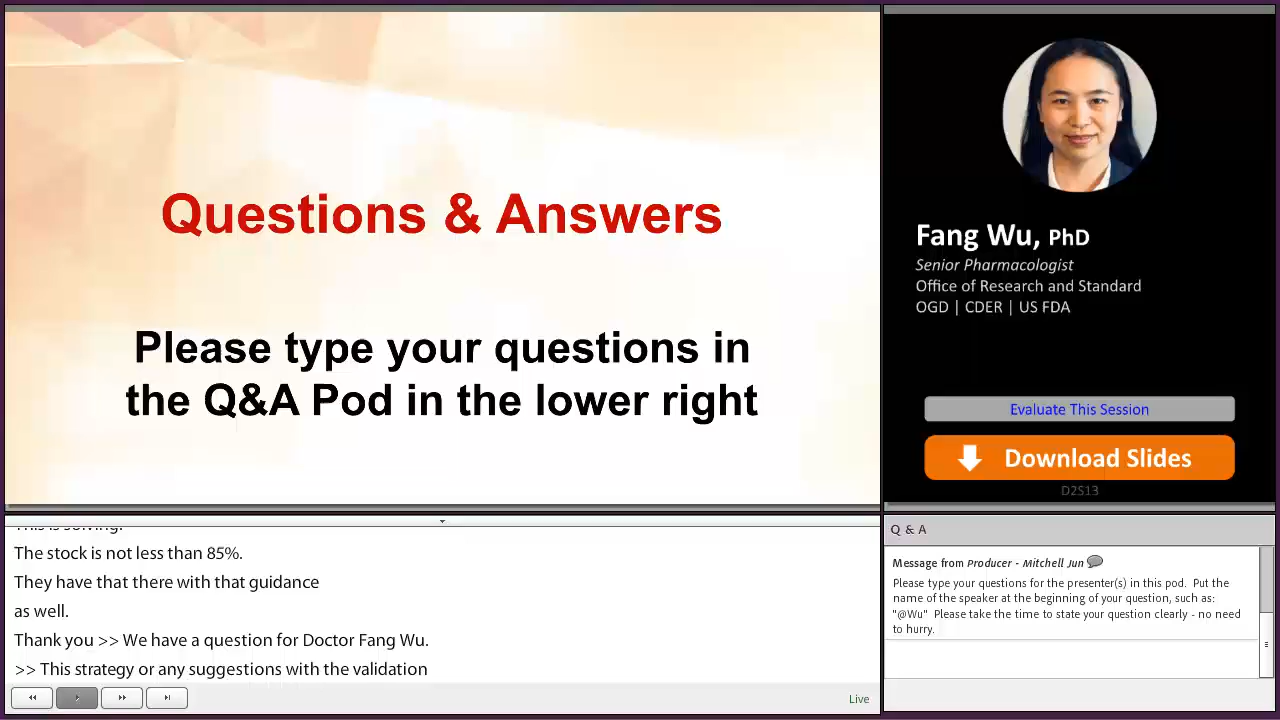 Questions & Answers
Please type your questions in
the Q&A Pod in the lower right
Fang Wu, PhD
Senior Pharmacologist
Office of Research and Standard
OGD | CDER | US FDA
Evaluate This Session
Download Slides
D2S13
This is solving.
The stock is not less than 85%.
They have that there with that guidance
as well.
Thank you >> We have a question for Doctor Fang Wu.
>> This strategy or any suggestions with the validation
Live
Q & A
Message from Producer - Mitchell Jun
Please type your questions for the presenter(s) in this pod. Put the
name of the speaker at the beginning of your question, such as:
"@Wu" Please take the time to state your question clearly - no need
to hurry.